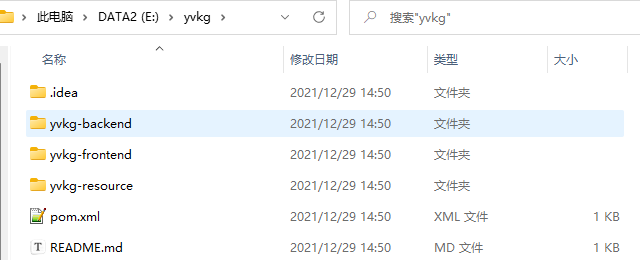 此电脑 > DATA2 (E:) > yvkg >
搜索"yvkg"
名称 修改日期 类型 大小
.idea 2021/12/29 14:50 文件夹
yvkg-backend 2021/12/29 14:50 文件夹
yvkg-frontend 2021/12/29 14:50 文件夹
yvkg-resource 2021/12/29 14:50 文件夹
pom.xml 2021/12/29 14:50 XML 文件 1 KB
README.md 2021/12/29 14:50 MD 文件 1 KB